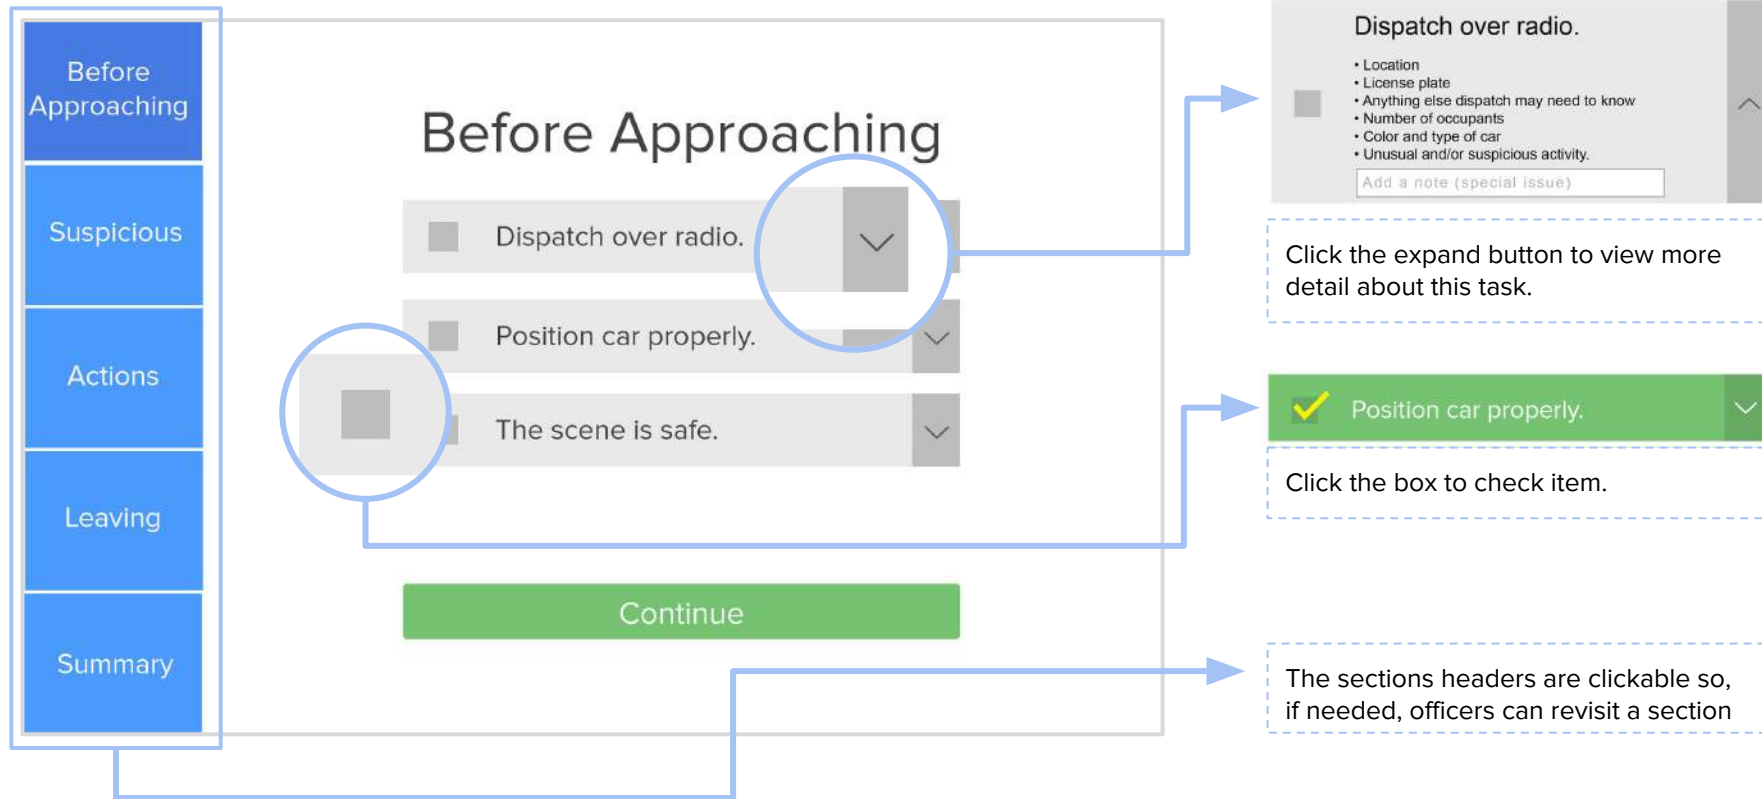 Before
Approaching
Suspicious
Actions
Leaving
Summary
Before Approaching
Dispatch over radio.
Position car properly.
The scene is safe.
Continue
Dispatch over radio.
• Location
• License plate
• Anything else dispatch may need to know
• Number of occupants
• Color and type of car
• Unusual and/or suspicious activity.
Add a note (special issue)
Click the expand button to view more
detail about this task.
Position car properly.
Click the box to check item.
The sections headers are clickable so,
if needed, officers can revisit a section